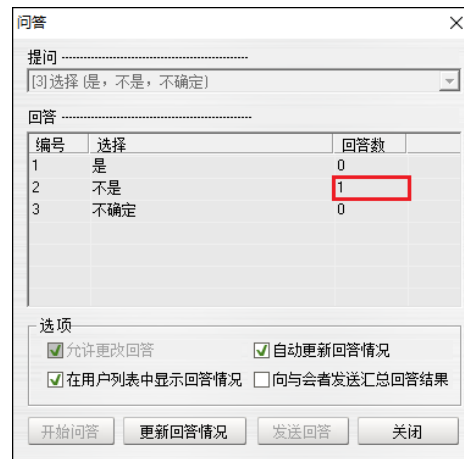 问答
提问
[3]选择 (是，不是，不确定)
回答
编号 选择 回答数
1 是 0
2 不是 1
3 不确定 0
选项
允许更改回答 自动更新回答情况
在用户列表中显示回答情况 向与会者发送汇总回答结果
开始问答 更新回答情况 发送回答 关闭